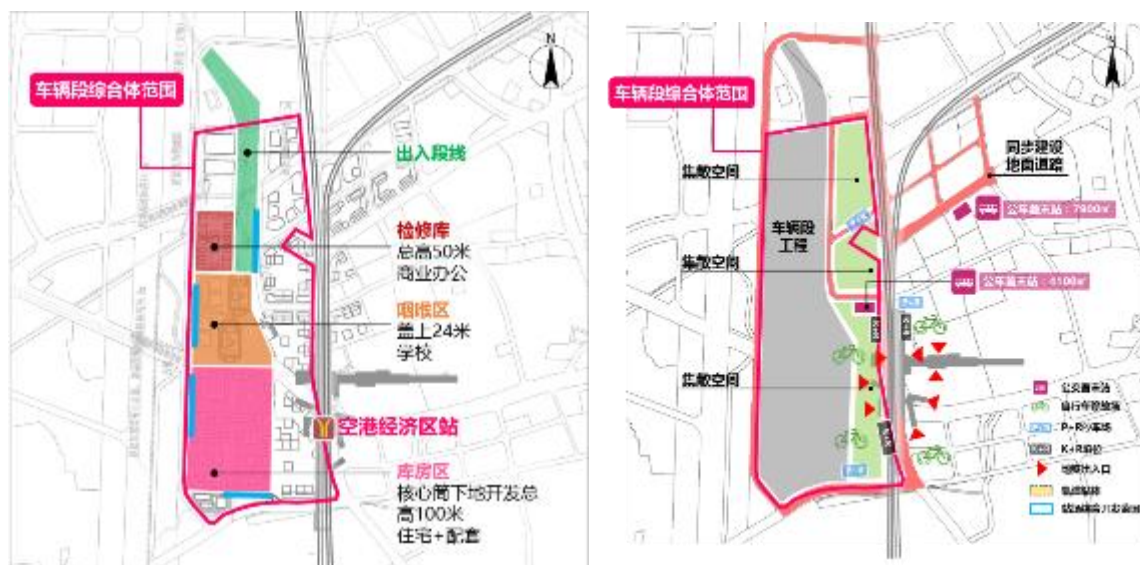 车辆段综合体范围
N
出入段线
检修库
总高50米
商业办公
咽喉区
盖上24米
学校
空港经济区站
库房区
核心筒下地开发总
高100米
住宅+配套
车辆段综合体范围
N
集散空间
同步建设
地面道路
公车首末站:7900㎡
车辆段
工程
集散空间
公车首末站:4100㎡
P+R
K+R
集散空间
K+R
P+R
公交首末站
自行车停放场
P+R停车场
K+R泊位
地铁出入口